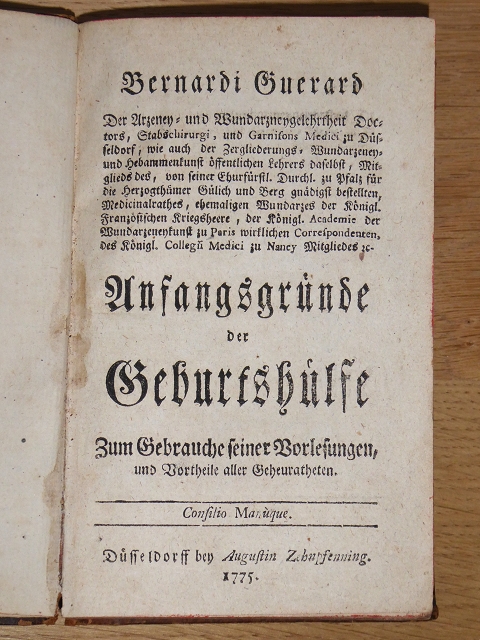 Bernardi Guerard
Der Arzeney- und Wundarzneygelehrtheit Doc-
tors, Stabschirurgi, und Garnisons Medici zu Düs-
seldorf, wie auch der Zergliederungs- Wundarzeney-
und Hebammenkunst öffentlichen Lehrers daselbst, Mit-
glieds des, von seiner Churfürstl. Durchl. zu Pfalz für
die Herzogthümer Gülich und Berg gnädigst bestellten,
Medicinalrathes, ehemaligen Wundarzes der Königl.
Französischen Kriegsheere, der Königl. Academie der
Wundarzeneykunst zu Paris wirklichen Correspondenten,
des Königl. Collegii Medici zu Nancy Mitgliedes ꝛc.
Anfangsgründe
der
Geburtshülfe
Zum Gebrauche seiner Vorlesungen,
und Vortheile aller Geheuratheten.
Consilio Manûque.
Düsseldorff bey Augustin Zehnpfenning.
1775.